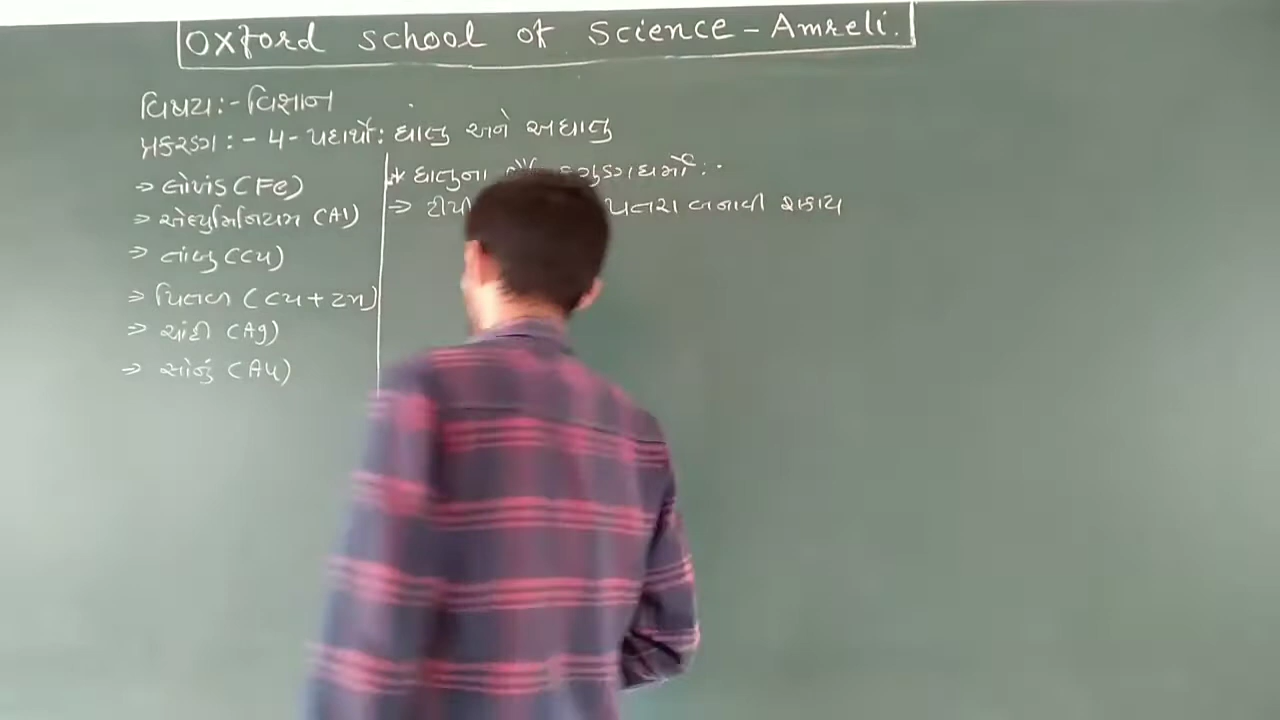 Oxford school of Science - Amreli.
વિષય :- વિજ્ઞાન
પ્રકરણ :- 4 - પદાર્થો : ધાતુ અને અધાતુ
⇒ લોખંડ (Fe)
⇒ એલ્યુમિનિયમ (Al)
⇒ તાંબુ (Cu)
⇒ પિત્તળ (Cu + Zn)
⇒ ચાંદી (Ag)
⇒ સોનું (Au)
* ધાતુના ગુણધર્મો :-
⇒ પતરા બનાવી શકાય